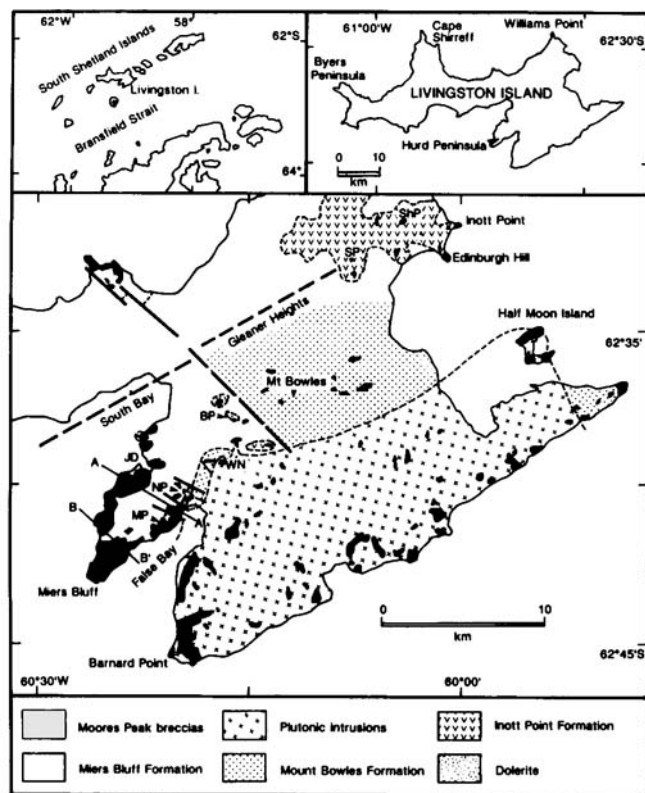 62°W
58°
62°S
South Shetland Islands
Livingston I.
Bransfield Strait
64°
61°00'W
Cape
Shirreff
Williams Point
62°30'
Byers
Peninsula
LIVINGSTON ISLAND
Hurd Peninsula
0 10
km
ShP
Inott Point
SP
Edinburgh Hill
Gleaner Heights
Half Moon Island
62°35'
Mt Bowles
South Bay
BP
JD
WN
A
NP
B
MP
A'
B'
False Bay
Miers Bluff
0 10
km
Barnard Point
62°45'S
60°30'W
60°00'
Moores Peak breccias
Plutonic intrusions
Inott Point Formation
Miers Bluff Formation
Mount Bowles Formation
Dolerite